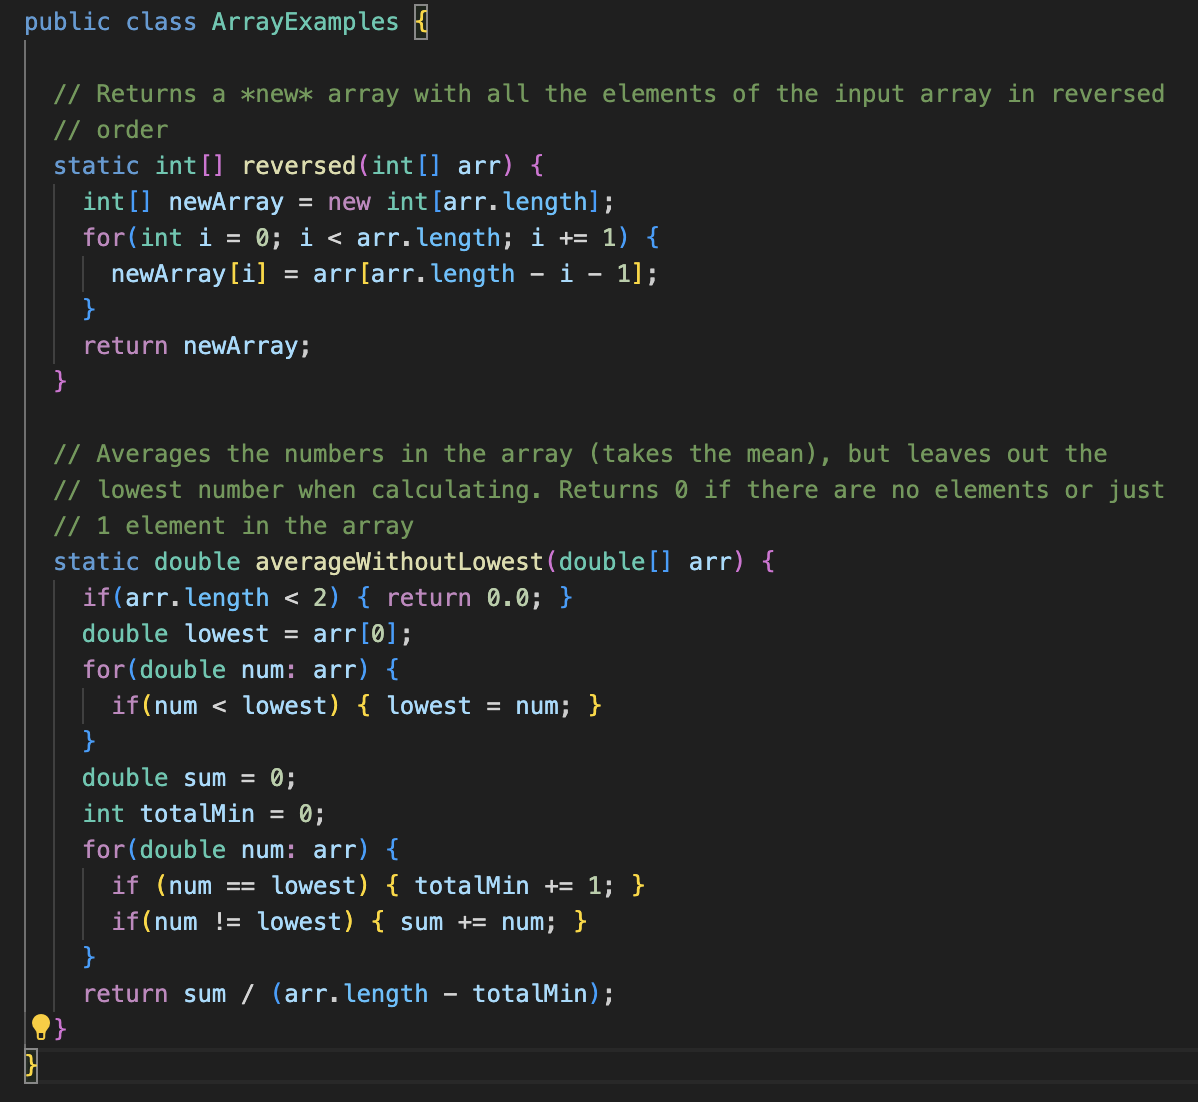 public class ArrayExamples {
// Returns a *new* array with all the elements of the input array in reversed
// order
static int[] reversed(int[] arr) {
int[] newArray = new int[arr.length];
for(int i = 0; i < arr.length; i += 1) {
newArray[i] = arr[arr.length - i - 1];
}
return newArray;
}
// Averages the numbers in the array (takes the mean), but leaves out the
// lowest number when calculating. Returns 0 if there are no elements or just
// 1 element in the array
static double averageWithoutLowest(double[] arr) {
if(arr.length < 2) { return 0.0; }
double lowest = arr[0];
for(double num: arr) {
if(num < lowest) { lowest = num; }
}
double sum = 0;
int totalMin = 0;
for(double num: arr) {
if (num == lowest) { totalMin += 1; }
if(num != lowest) { sum += num; }
}
return sum / (arr.length - totalMin);
}
}